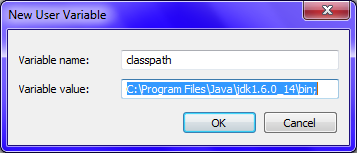 New User Variable
Variable name: classpath
Variable value: C:\Program Files\Java\jdk1.6.0_14\bin;
OK Cancel